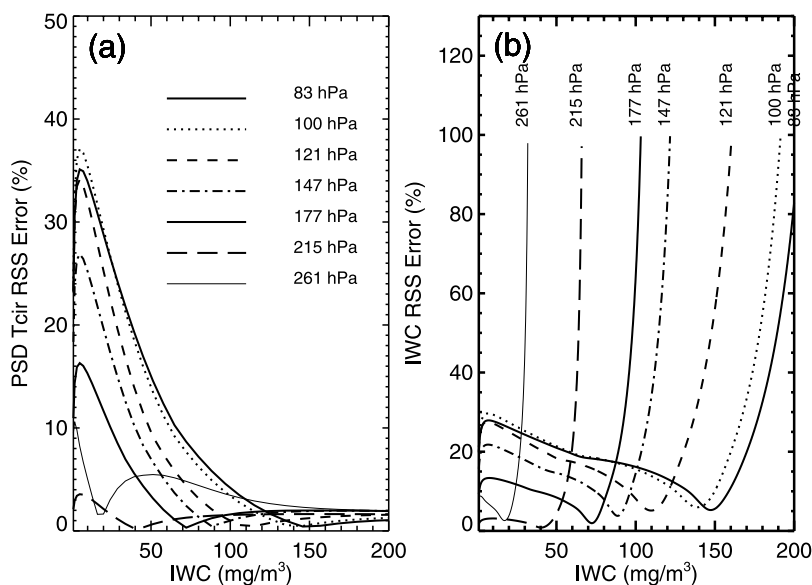 (a)
50
40
30
20
10
0
PSD Tcir RSS Error (%)
83 hPa
100 hPa
121 hPa
147 hPa
177 hPa
215 hPa
261 hPa
50
100
150
200
IWC (mg/m³)
(b)
120
100
80
60
40
20
0
IWC RSS Error (%)
261 hPa
215 hPa
177 hPa
147 hPa
121 hPa
100 hPa
88 hPa
50
100
150
200
IWC (mg/m³)